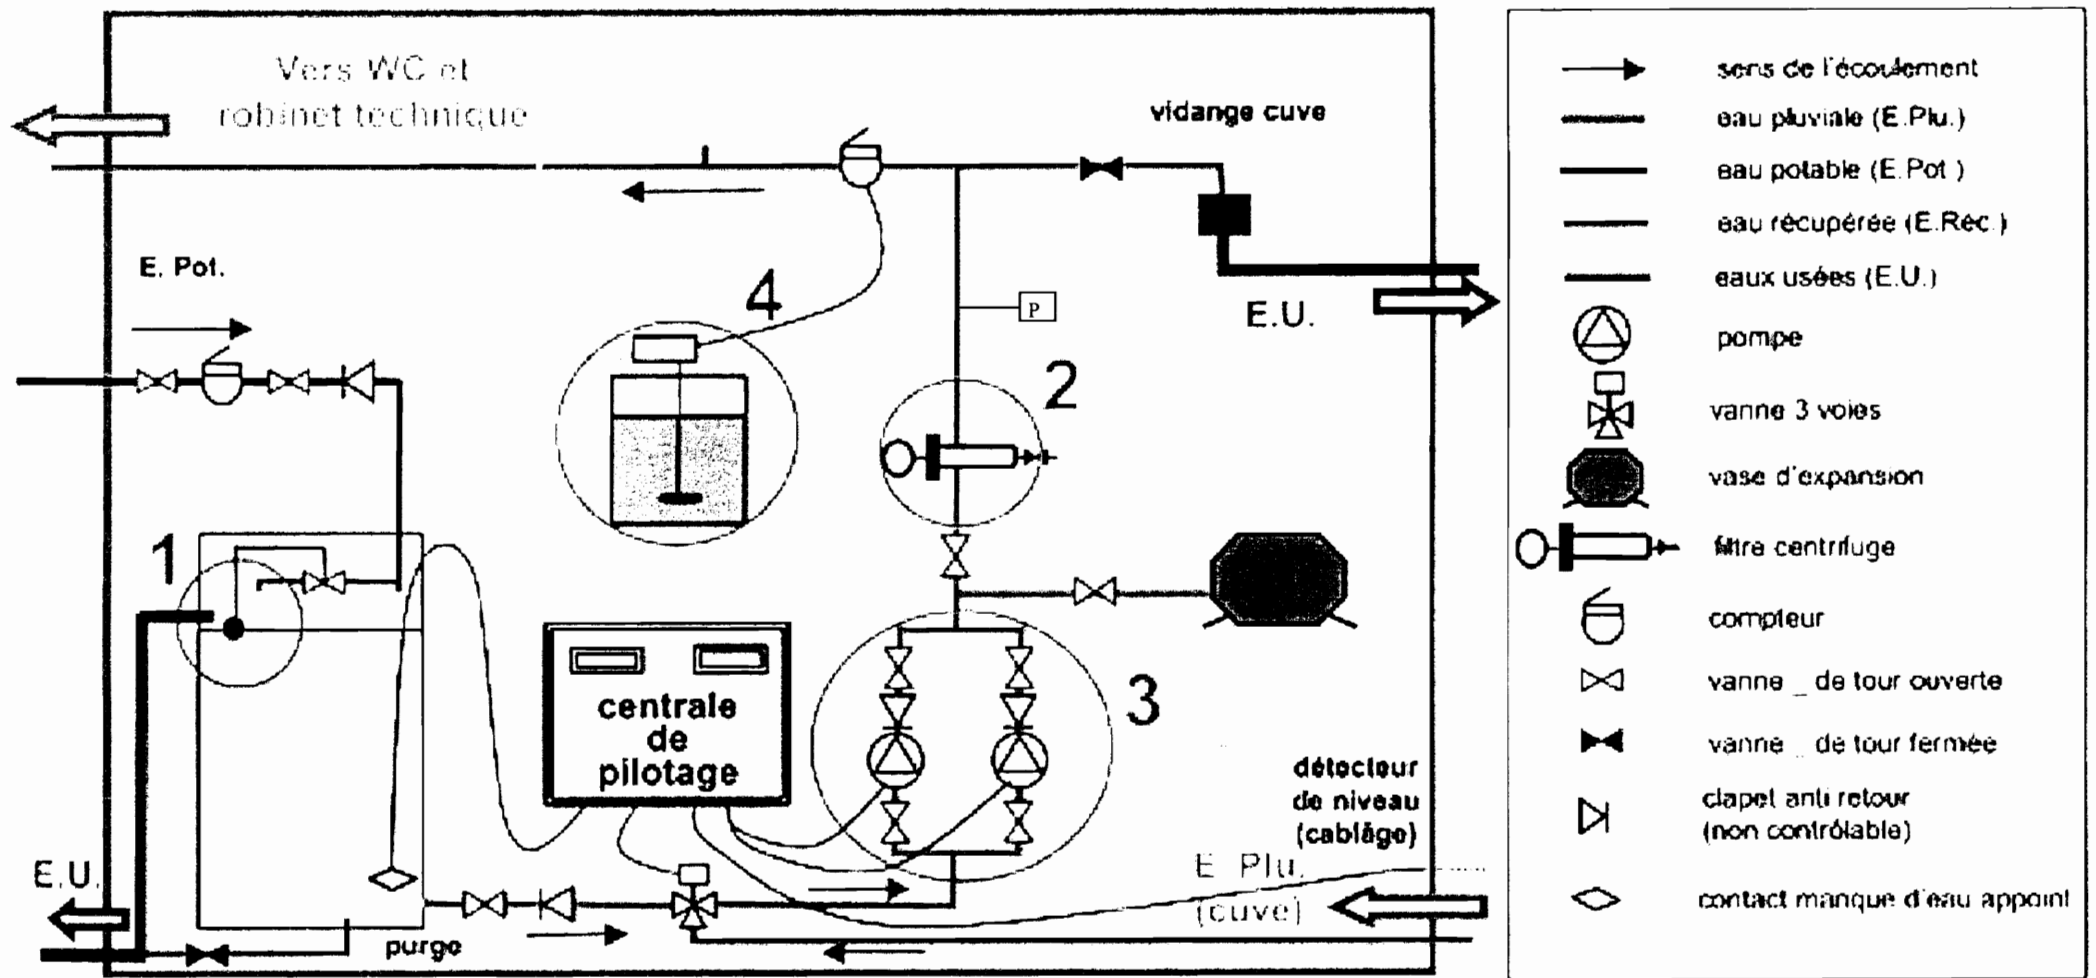 Vers WC et
robinet technique
vidange cuve
E. Pot.
4
P
E.U.
2
1
centrale
de
pilotage
3
détecteur
de niveau
(cablâge)
E.U.
purge
E Plu.
(cuve)
sens de l'écoulement
eau pluviale (E.Plu.)
eau potable (E.Pot )
eau récupérée (E.Rec.)
eaux usées (E.U.)
pompe
vanne 3 voies
vase d'expansion
filtre centrifuge
compteur
vanne _ de tour ouverte
vanne _ de tour fermée
clapet anti retour
(non contrôlable)
contact manque d'eau appoint